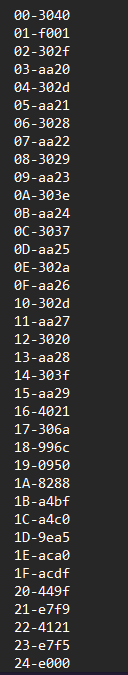 00-3040
01-f001
02-302f
03-aa20
04-302d
05-aa21
06-3028
07-aa22
08-3029
09-aa23
0A-303e
0B-aa24
0C-3037
0D-aa25
0E-302a
0F-aa26
10-302d
11-aa27
12-3020
13-aa28
14-303f
15-aa29
16-4021
17-306a
18-996c
19-0950
1A-8288
1B-a4bf
1C-a4c0
1D-9ea5
1E-aca0
1F-acdf
20-449f
21-e7f9
22-4121
23-e7f5
24-e000